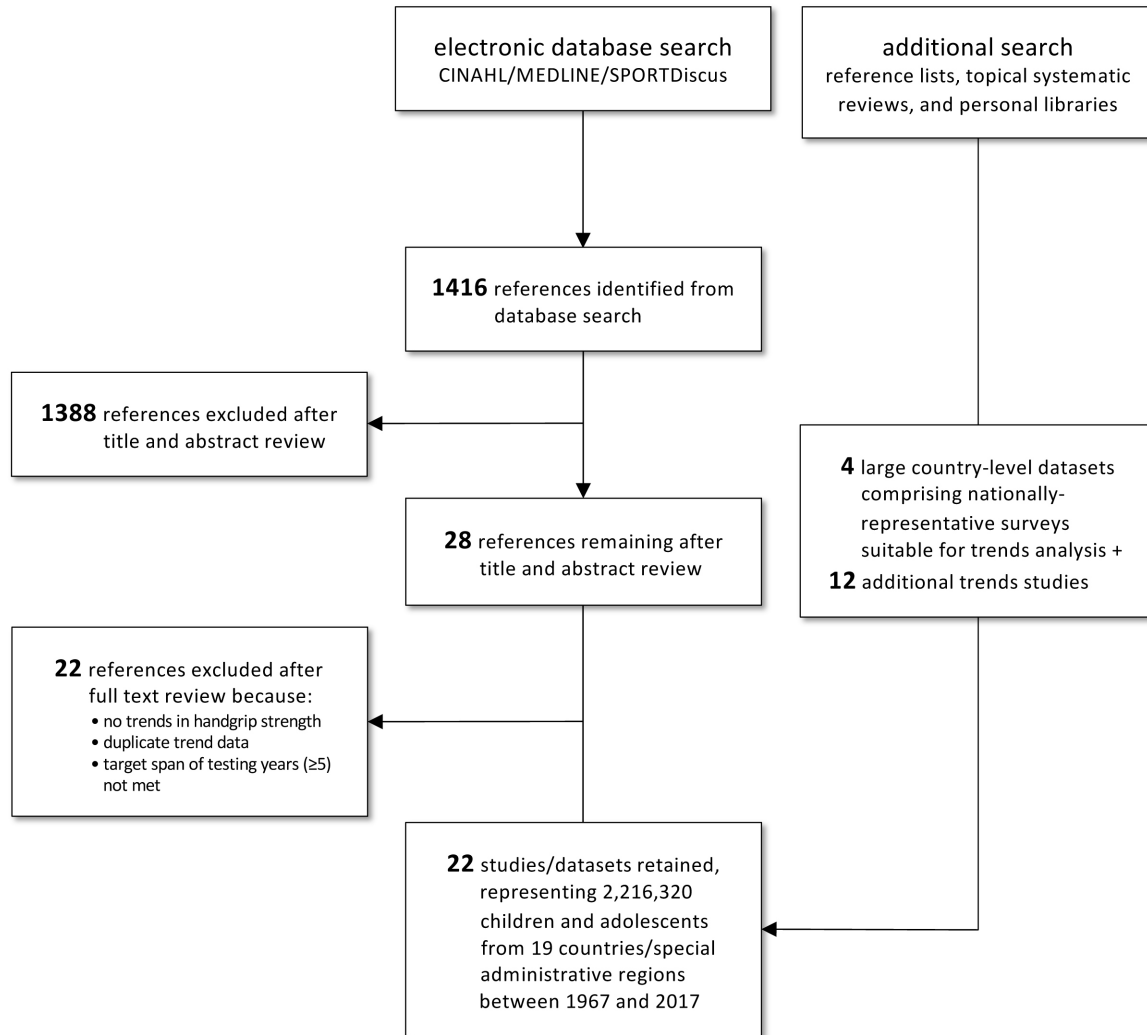 electronic database search
CINAHL/MEDLINE/SPORTDiscus
additional search
reference lists, topical systematic
reviews, and personal libraries
1416 references identified from
database search
1388 references excluded after
title and abstract review
28 references remaining after
title and abstract review
4 large country-level datasets
comprising nationally-
representative surveys
suitable for trends analysis +
12 additional trends studies
22 references excluded after
full text review because:
• no trends in handgrip strength
• duplicate trend data
• target span of testing years (≥5)
not met
22 studies/datasets retained,
representing 2,216,320
children and adolescents
from 19 countries/special
administrative regions
between 1967 and 2017